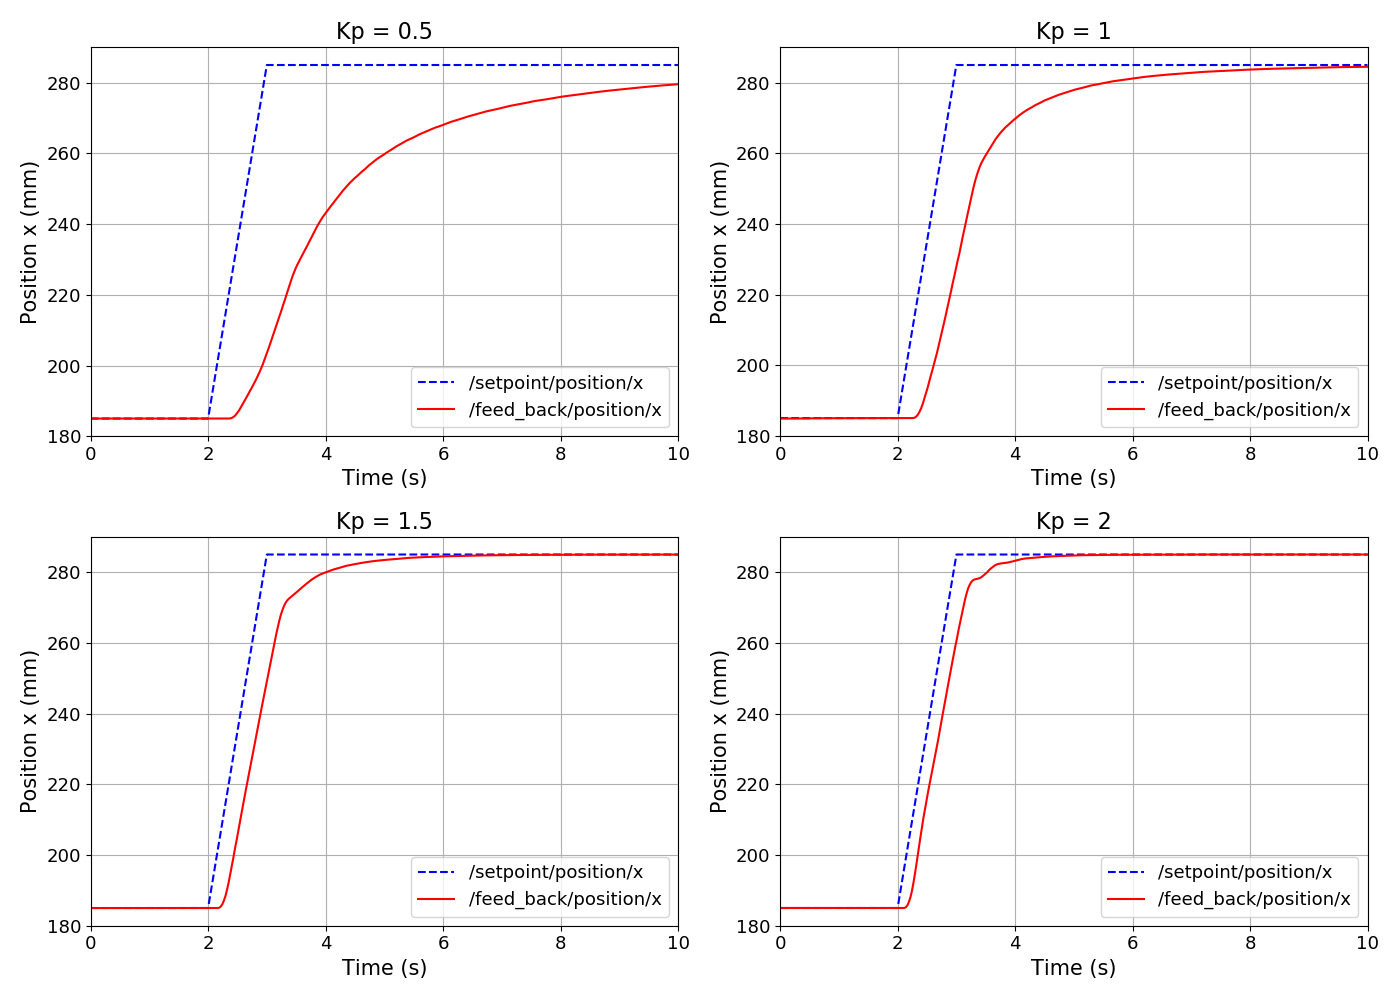 Kp = 0.5
Position x (mm)
280
260
240
220
200
180
0 2 4 6 8 10
Time (s)
/setpoint/position/x
/feed_back/position/x
Kp = 1
Position x (mm)
280
260
240
220
200
180
0 2 4 6 8 10
Time (s)
/setpoint/position/x
/feed_back/position/x
Kp = 1.5
Position x (mm)
280
260
240
220
200
180
0 2 4 6 8 10
Time (s)
/setpoint/position/x
/feed_back/position/x
Kp = 2
Position x (mm)
280
260
240
220
200
180
0 2 4 6 8 10
Time (s)
/setpoint/position/x
/feed_back/position/x